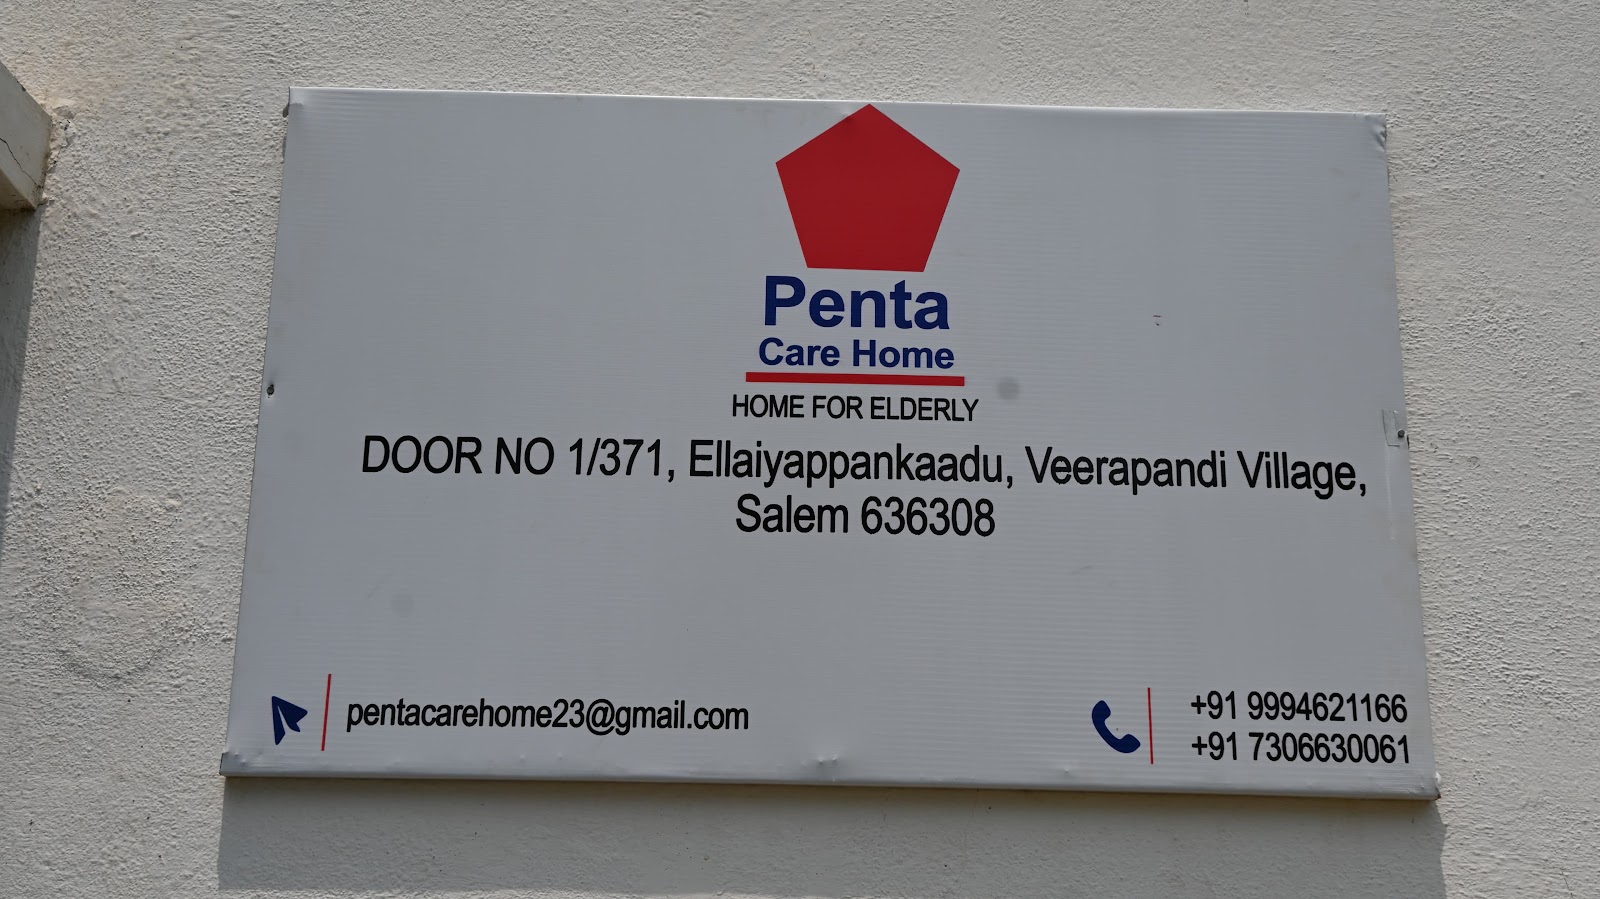 Penta
Care Home
HOME FOR ELDERLY
DOOR NO 1/371, Ellaiyappankaadu, Veerapandi Village,
Salem 636308
pentacarehome23@gmail.com
+91 9994621166
+91 7306630061